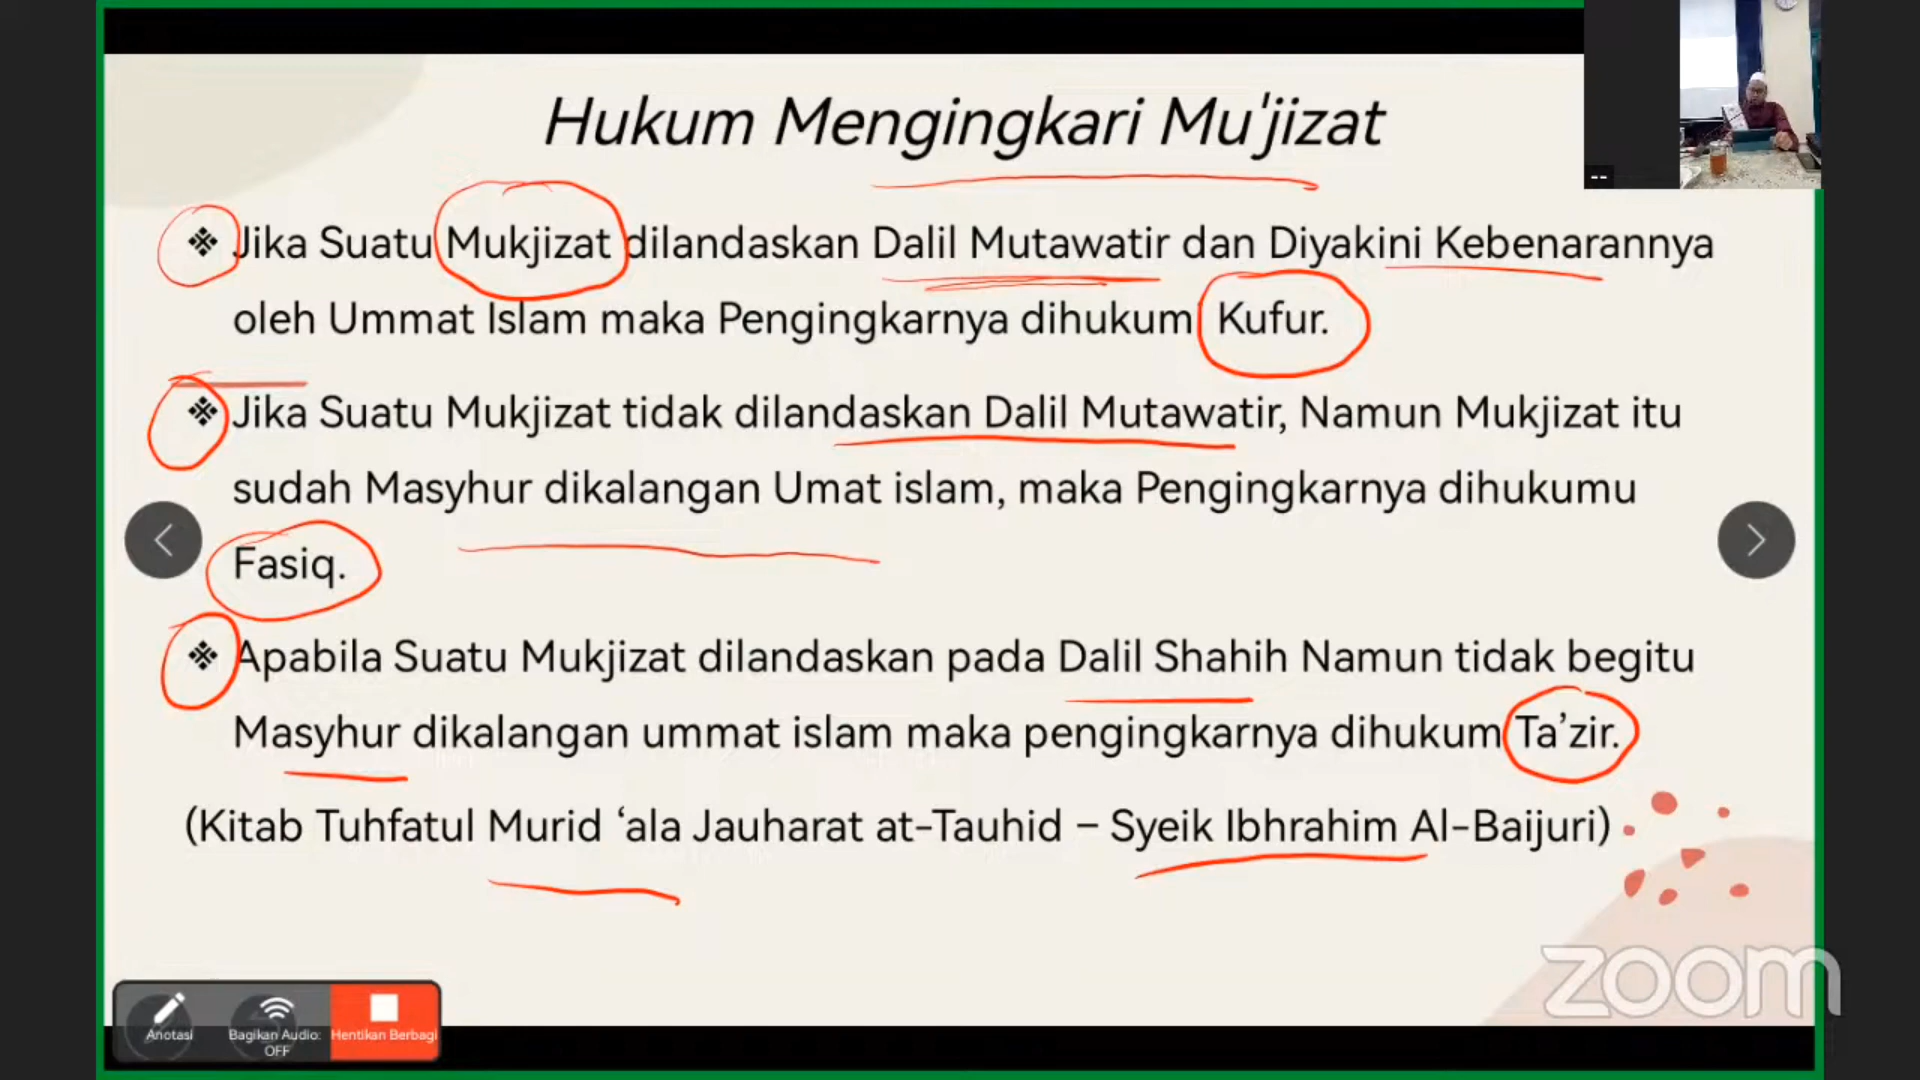 Hukum Mengingkari Mu'jizat
❖ Jika Suatu Mukjizat dilandaskan Dalil Mutawatir dan Diyakini Kebenarannya
oleh Ummat Islam maka Pengingkarnya dihukum Kufur.
❖ Jika Suatu Mukjizat tidak dilandaskan Dalil Mutawatir, Namun Mukjizat itu
sudah Masyhur dikalangan Umat islam, maka Pengingkarnya dihukumu
Fasiq.
❖ Apabila Suatu Mukjizat dilandaskan pada Dalil Shahih Namun tidak begitu
Masyhur dikalangan ummat islam maka pengingkarnya dihukum Ta’zir.
(Kitab Tuhfatul Murid ‘ala Jauharat at-Tauhid – Syeik Ibhrahim Al-Baijuri)
zoom
Anotasi
Bagikan Audio:
OFF
Hentikan Berbagi
--